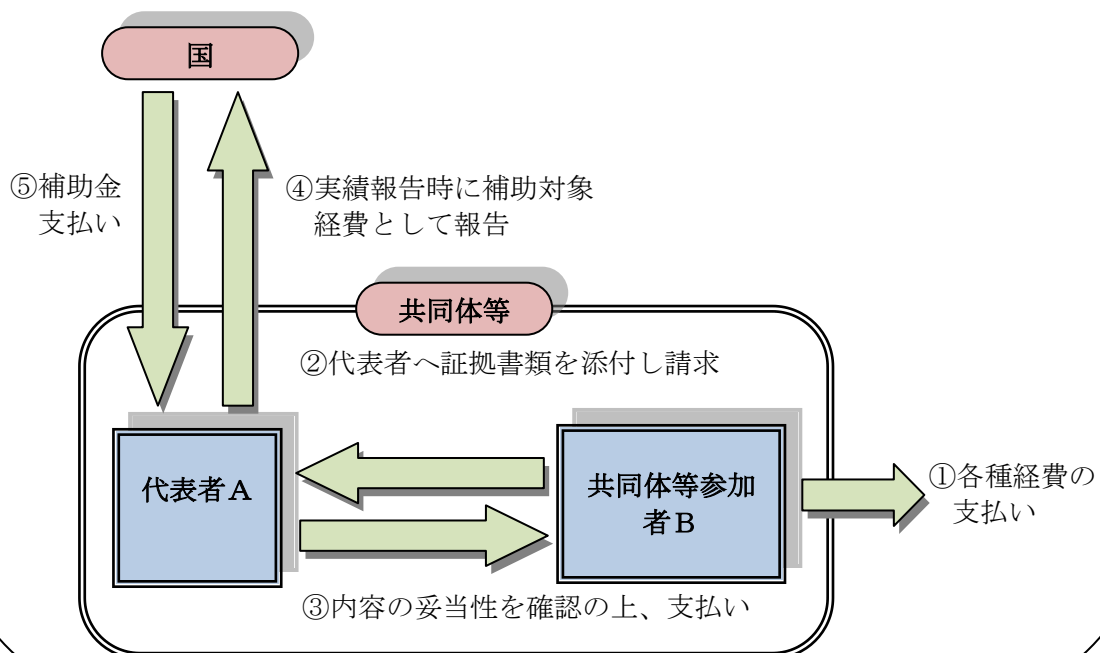 国
⑤補助金
支払い
④実績報告時に補助対象
経費として報告
共同体等
②代表者へ証拠書類を添付し請求
代表者Ａ
共同体等参加
者Ｂ
①各種経費の
支払い
③内容の妥当性を確認の上、支払い